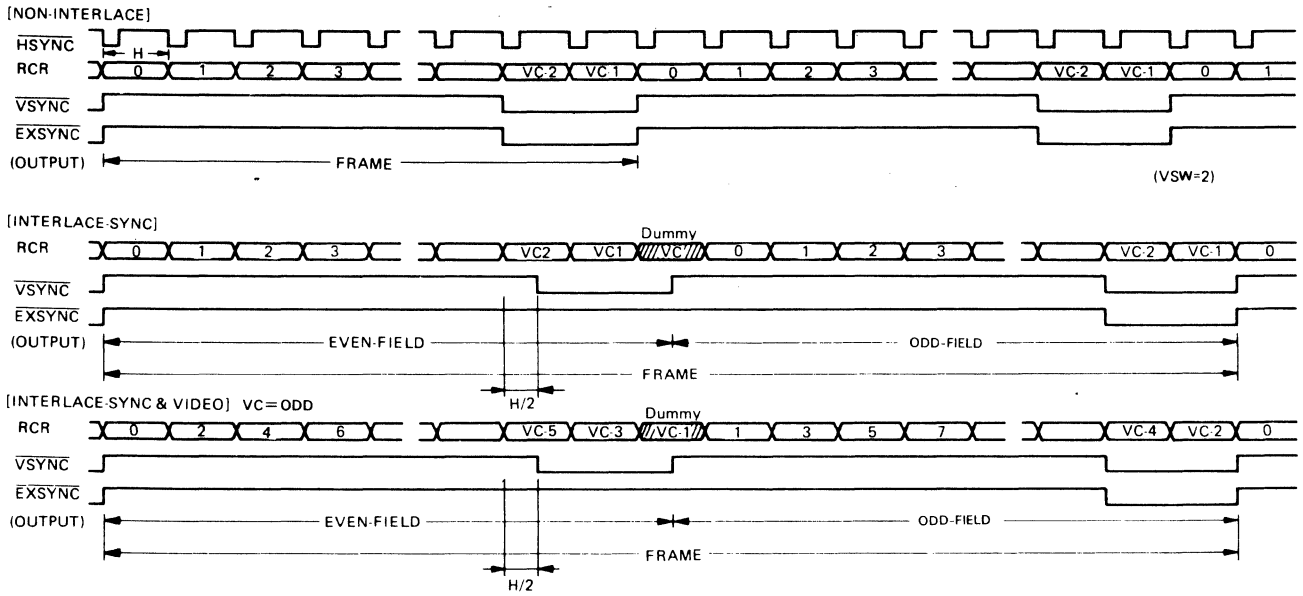 [NON-INTERLACE]
HSYNC
H
RCR 0 1 2 3 VC-2 VC-1 0 1 2 3 VC-2 VC-1 0 1
VSYNC
EXSYNC
(OUTPUT) FRAME
(VSW=2)
[INTERLACE-SYNC]
Dummy
RCR 0 1 2 3 VC2 VC1 VC 0 1 2 3 VC-2 VC-1 0
VSYNC
EXSYNC
(OUTPUT) EVEN-FIELD ODD-FIELD
FRAME
H/2
[INTERLACE-SYNC & VIDEO] VC=ODD
Dummy
RCR 0 2 4 6 VC-5 VC-3 VC-1 1 3 5 7 VC-4 VC-2 0
VSYNC
EXSYNC
(OUTPUT) EVEN-FIELD ODD-FIELD
FRAME
H/2